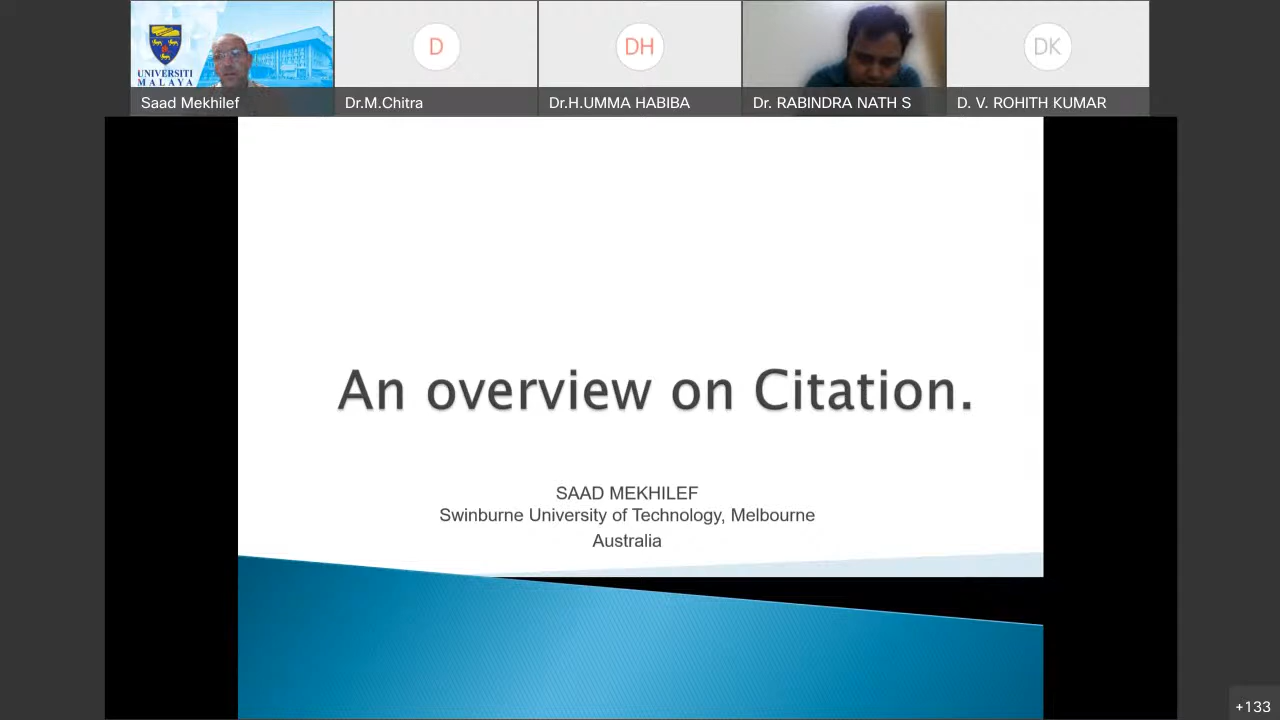 UNIVERSITI
MALAYA
Saad Mekhilef
D
Dr.M.Chitra
DH
Dr.H.UMMA HABIBA
Dr. RABINDRA NATH S
DK
D. V. ROHITH KUMAR
An overview on Citation.
SAAD MEKHILEF
Swinburne University of Technology, Melbourne
Australia
+133